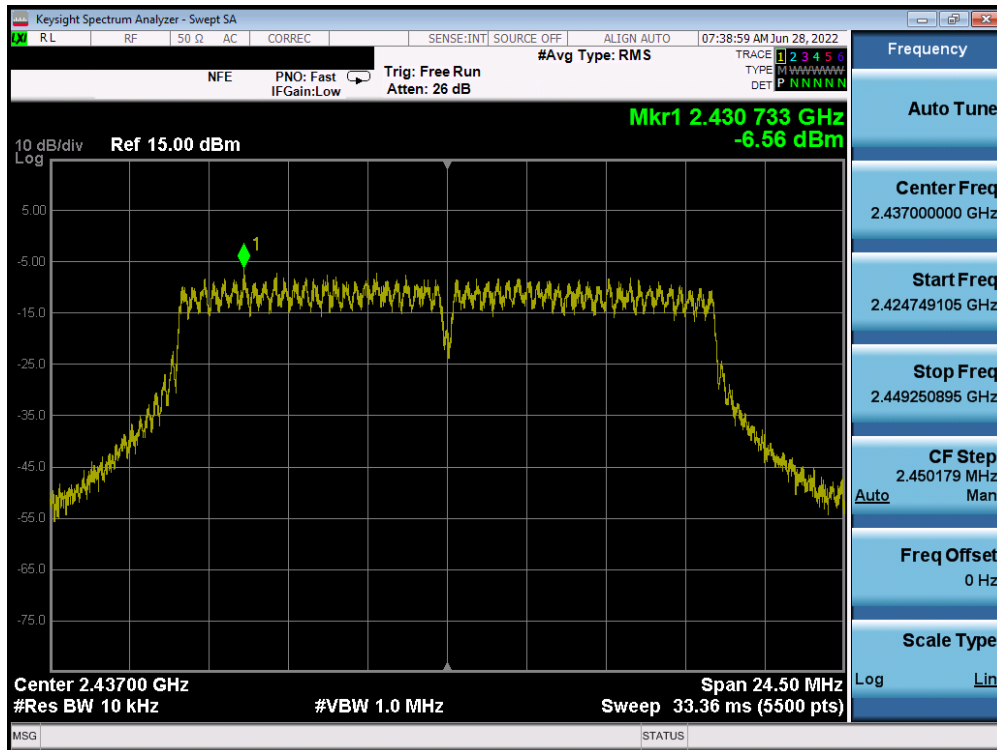 Keysight Spectrum Analyzer - Swept SA
LXI RL RF 50 Ω AC CORREC SENSE:INT SOURCE OFF ALIGN AUTO 07:38:59 AM Jun 28, 2022
#Avg Type: RMS
TRACE 1 2 3 4 5 6
TYPE M WWWWW
DET P N N N N N
NFE
PNO: Fast
IFGain:Low
Trig: Free Run
Atten: 26 dB
Mkr1 2.430 733 GHz
-6.56 dBm
10 dB/div
Log
Ref 15.00 dBm
1
5.00
-5.00
-15.0
-25.0
-35.0
-45.0
-55.0
-65.0
-75.0
Center 2.43700 GHz
Span 24.50 MHz
#Res BW 10 kHz
#VBW 1.0 MHz
Sweep 33.36 ms (5500 pts)
MSG
STATUS
Frequency
Auto Tune
Center Freq
2.437000000 GHz
Start Freq
2.424749105 GHz
Stop Freq
2.449250895 GHz
CF Step
2.450179 MHz
Auto Man
Freq Offset
0 Hz
Scale Type
Log Lin